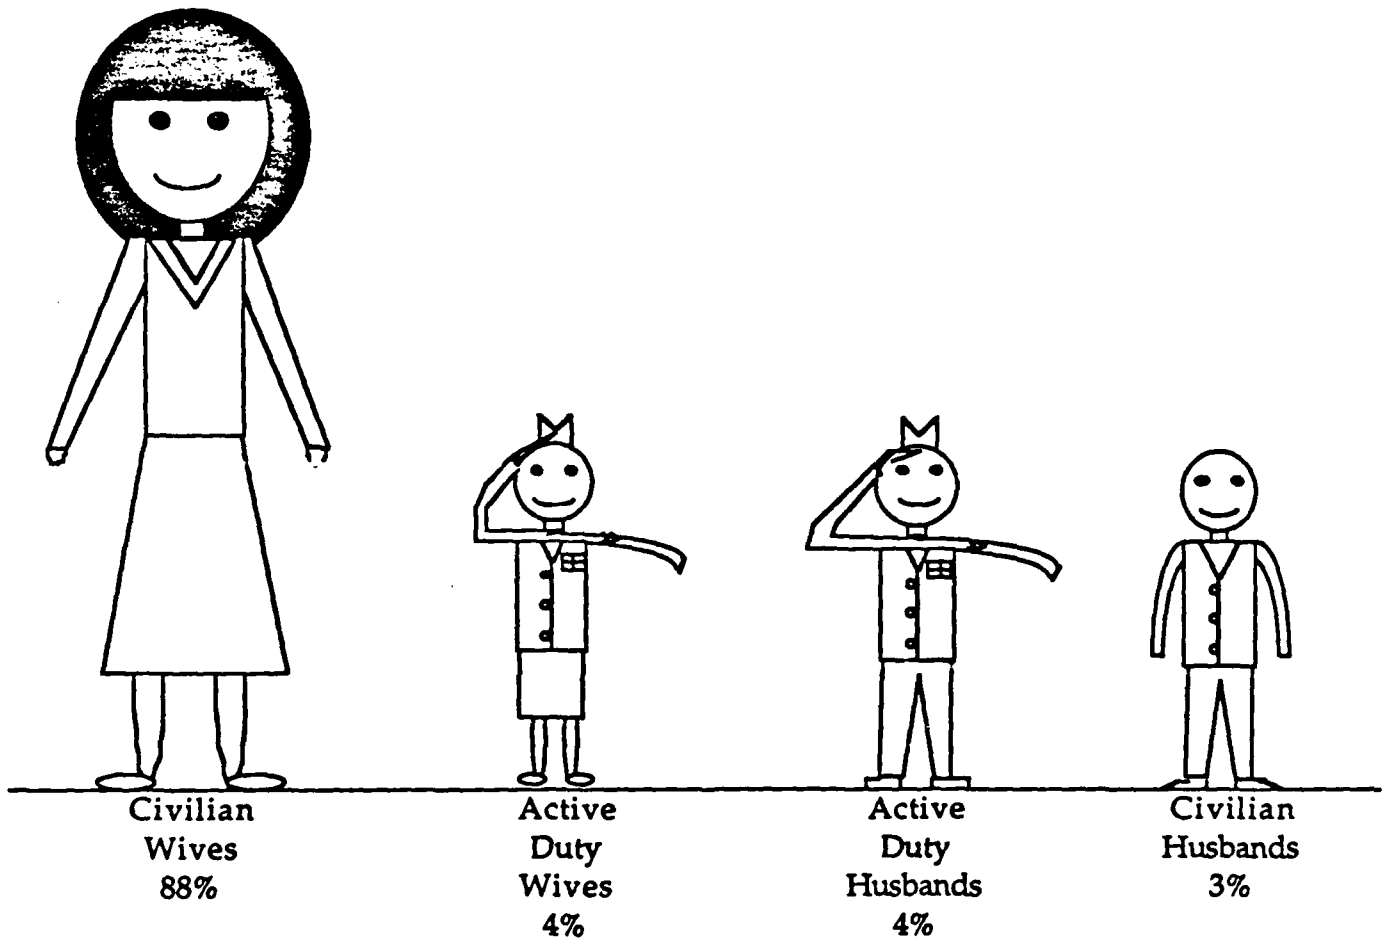 Civilian
Wives
88%
Active
Duty
Wives
4%
Active
Duty
Husbands
4%
Civilian
Husbands
3%